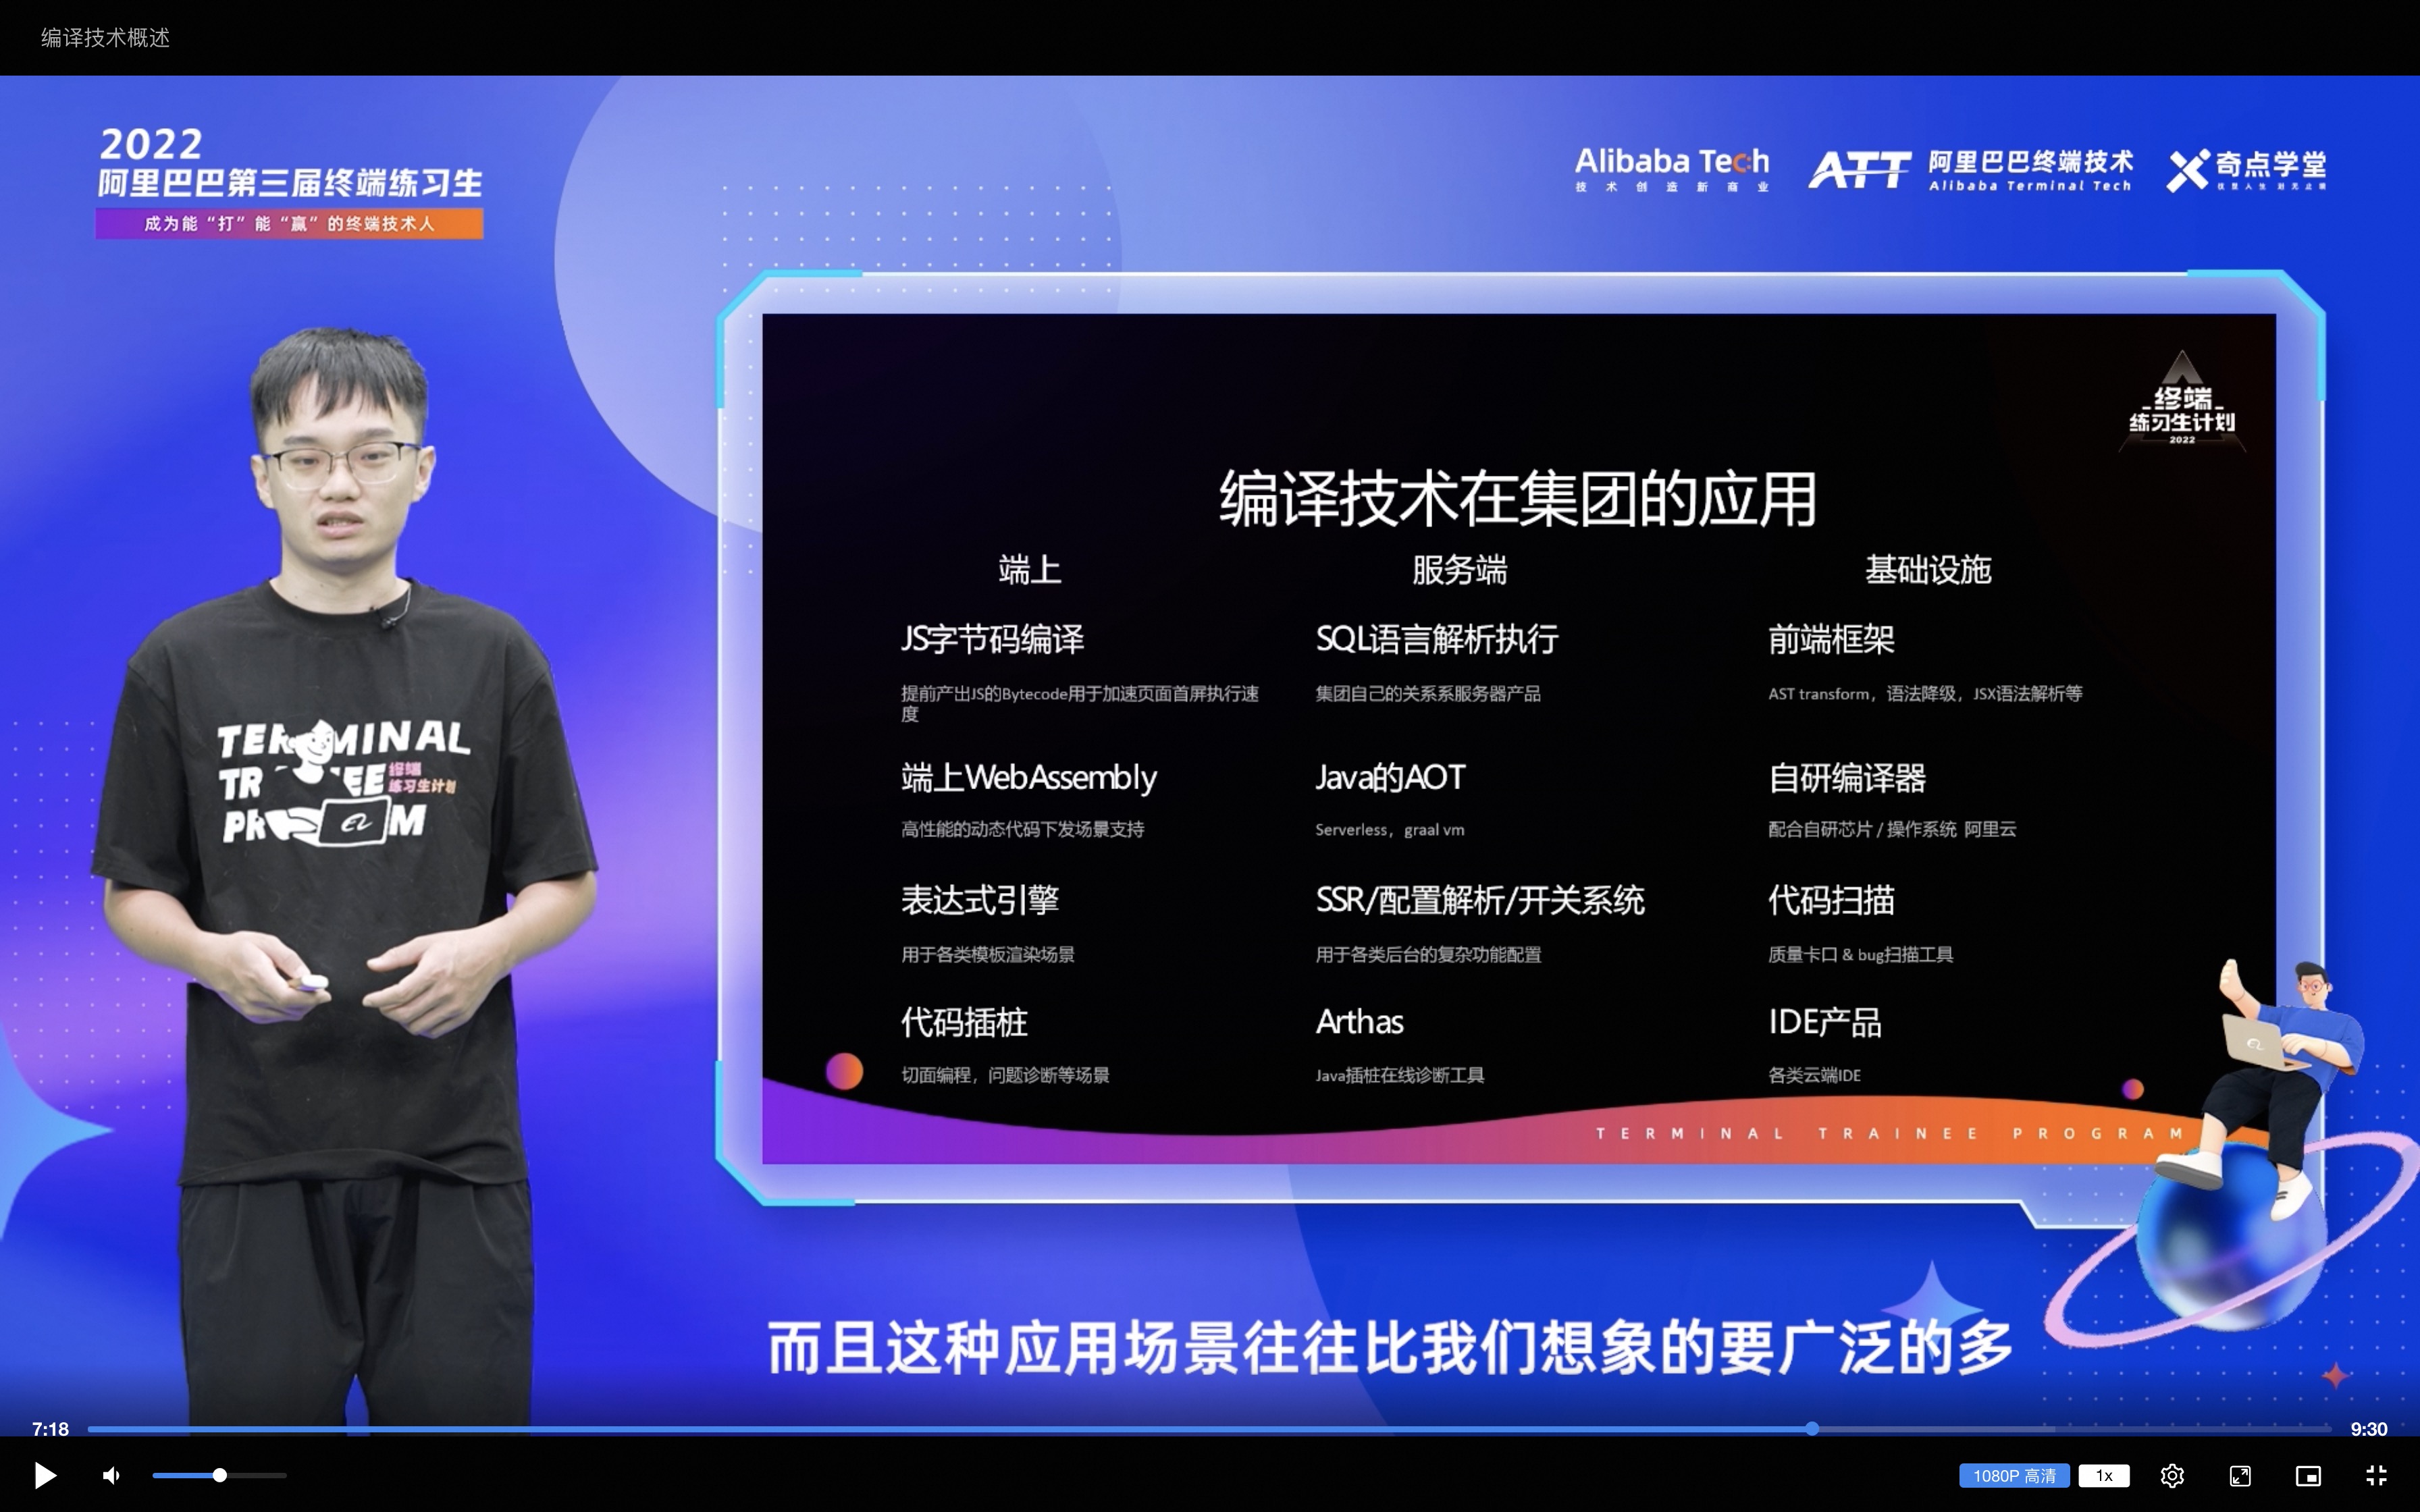 编译技术概述
2022
阿里巴巴第三届终端练习生
成为能“打”能“赢”的终端技术人
Alibaba Tech
技术创造新商业
ATT
阿里巴巴终端技术
Alibaba Terminal Tech
奇点学堂
终端
练习生计划
2022
编译技术在集团的应用
端上
服务端
基础设施
JS字节码编译
SQL语言解析执行
前端框架
提前产出JS的Bytecode用于加速页面首屏执行速
度
集团自己的关系系服务器产品
AST transform，语法降级，JSX语法解析等
端上WebAssembly
Java的AOT
自研编译器
高性能的动态代码下发场景支持
Serverless，graal vm
配合自研芯片 / 操作系统 阿里云
表达式引擎
SSR/配置解析/开关系统
代码扫描
用于各类模板渲染场景
用于各类后台的复杂功能配置
质量卡口 & bug扫描工具
代码插桩
Arthas
IDE产品
切面编程，问题诊断等场景
Java插桩在线诊断工具
各类云端IDE
TERMINAL TRAINEE PROGRAM
TERMINAL
终端
练习生计划
而且这种应用场景往往比我们想象的要广泛的多
7:18
9:30
1080P 高清
1x